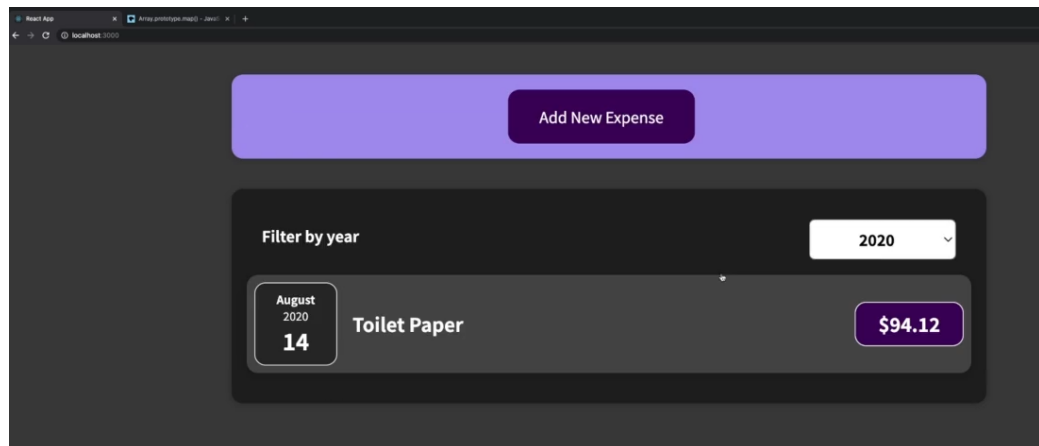 React App
Array.prototype.map() - JavaS
localhost:3000
Add New Expense
Filter by year
2020
August
2020
14
Toilet Paper
$94.12